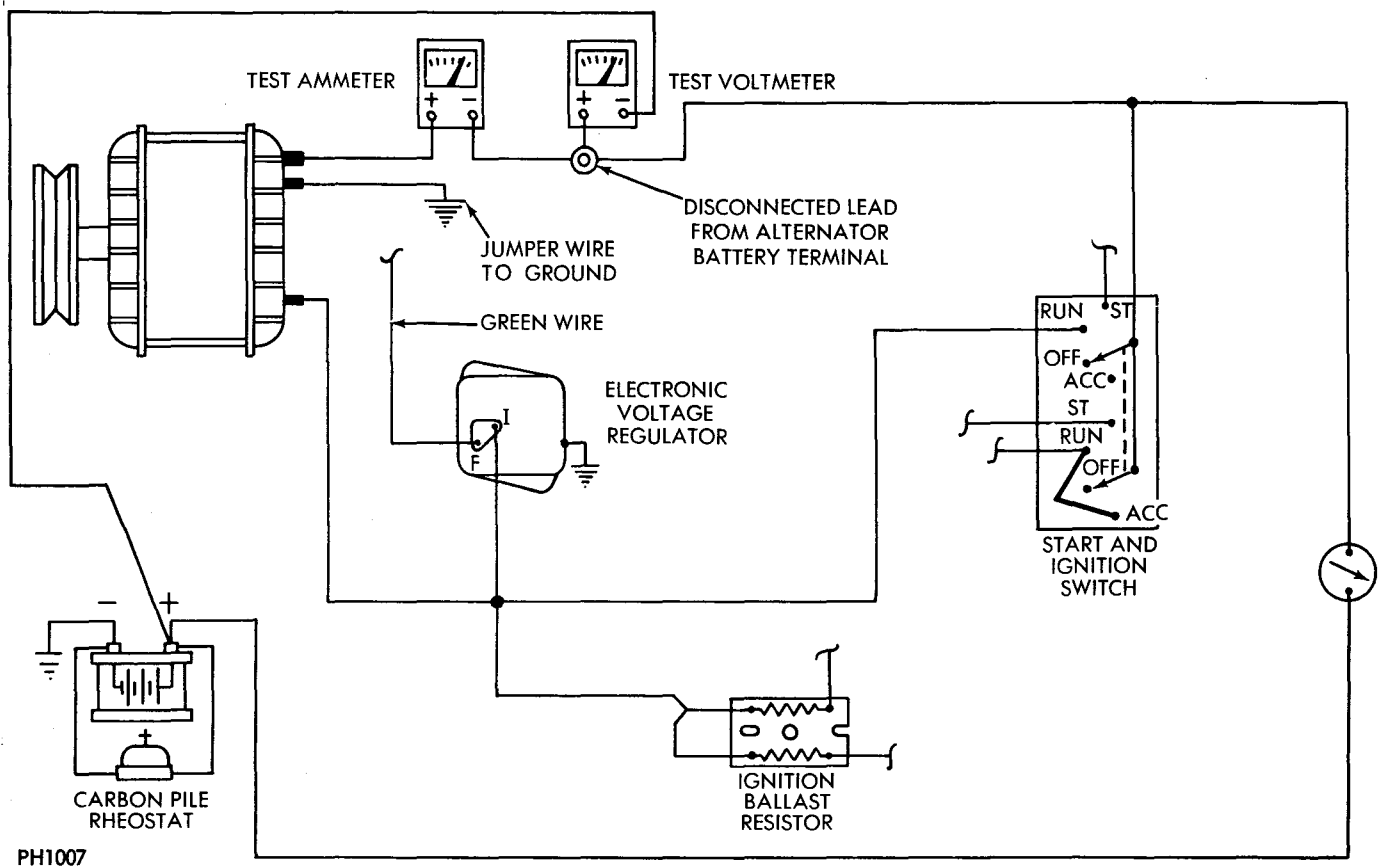 TEST AMMETER
+ −
TEST VOLTMETER
+ −
DISCONNECTED LEAD
FROM ALTERNATOR
BATTERY TERMINAL
JUMPER WIRE
TO GROUND
GREEN WIRE
ELECTRONIC
VOLTAGE
REGULATOR
I
F
RUN ST
OFF
ACC
ST
RUN
OFF
ACC
START AND
IGNITION
SWITCH
− +
+
CARBON PILE
RHEOSTAT
IGNITION
BALLAST
RESISTOR
PH1007